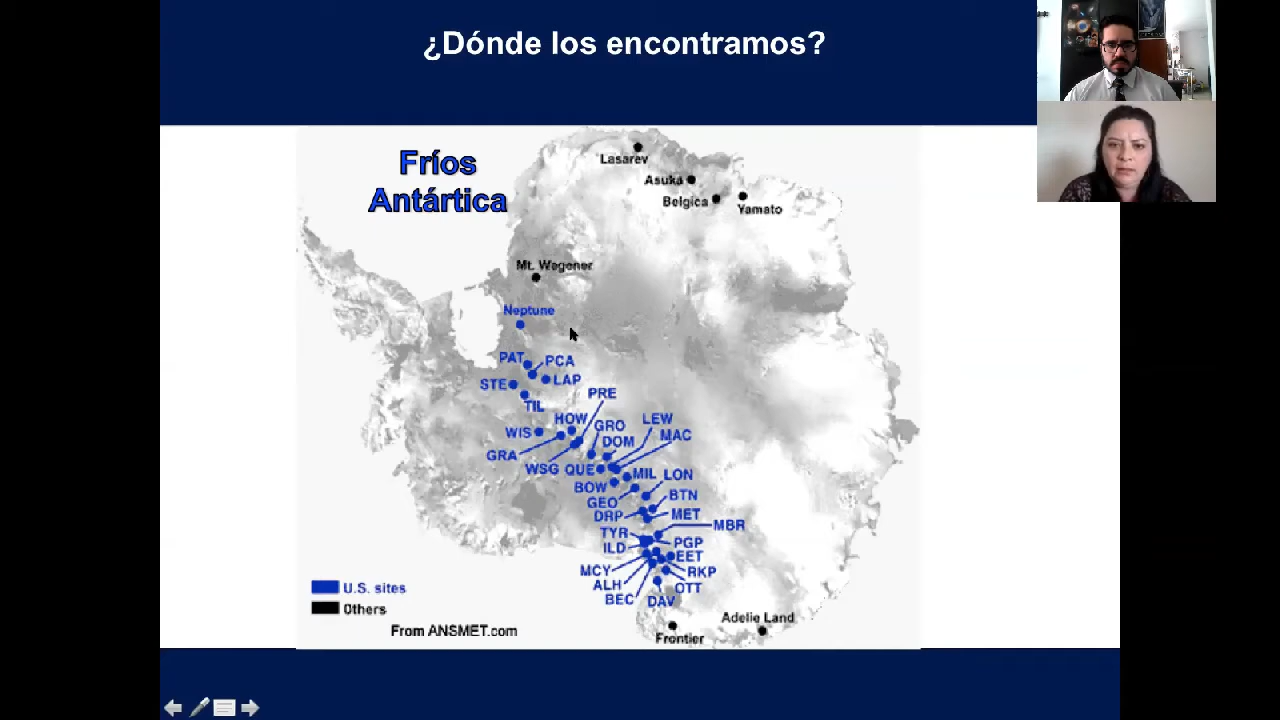 ¿Dónde los encontramos?
Fríos
Antártica
Lasarev
Asuka
Belgica
Yamato
Mt. Wegener
Neptune
PAT
PCA
STE
LAP
TIL
PRE
HOW
GRO
LEW
WIS
DOM
MAC
GRA
WSG
QUE
MIL
LON
BOW
GEO
BTN
DRP
MET
MBR
TYR
PGP
ILD
EET
MCY
RKP
ALH
OTT
BEC
DAV
U.S. sites
Others
From ANSMET.com
Adelie Land
Frontier